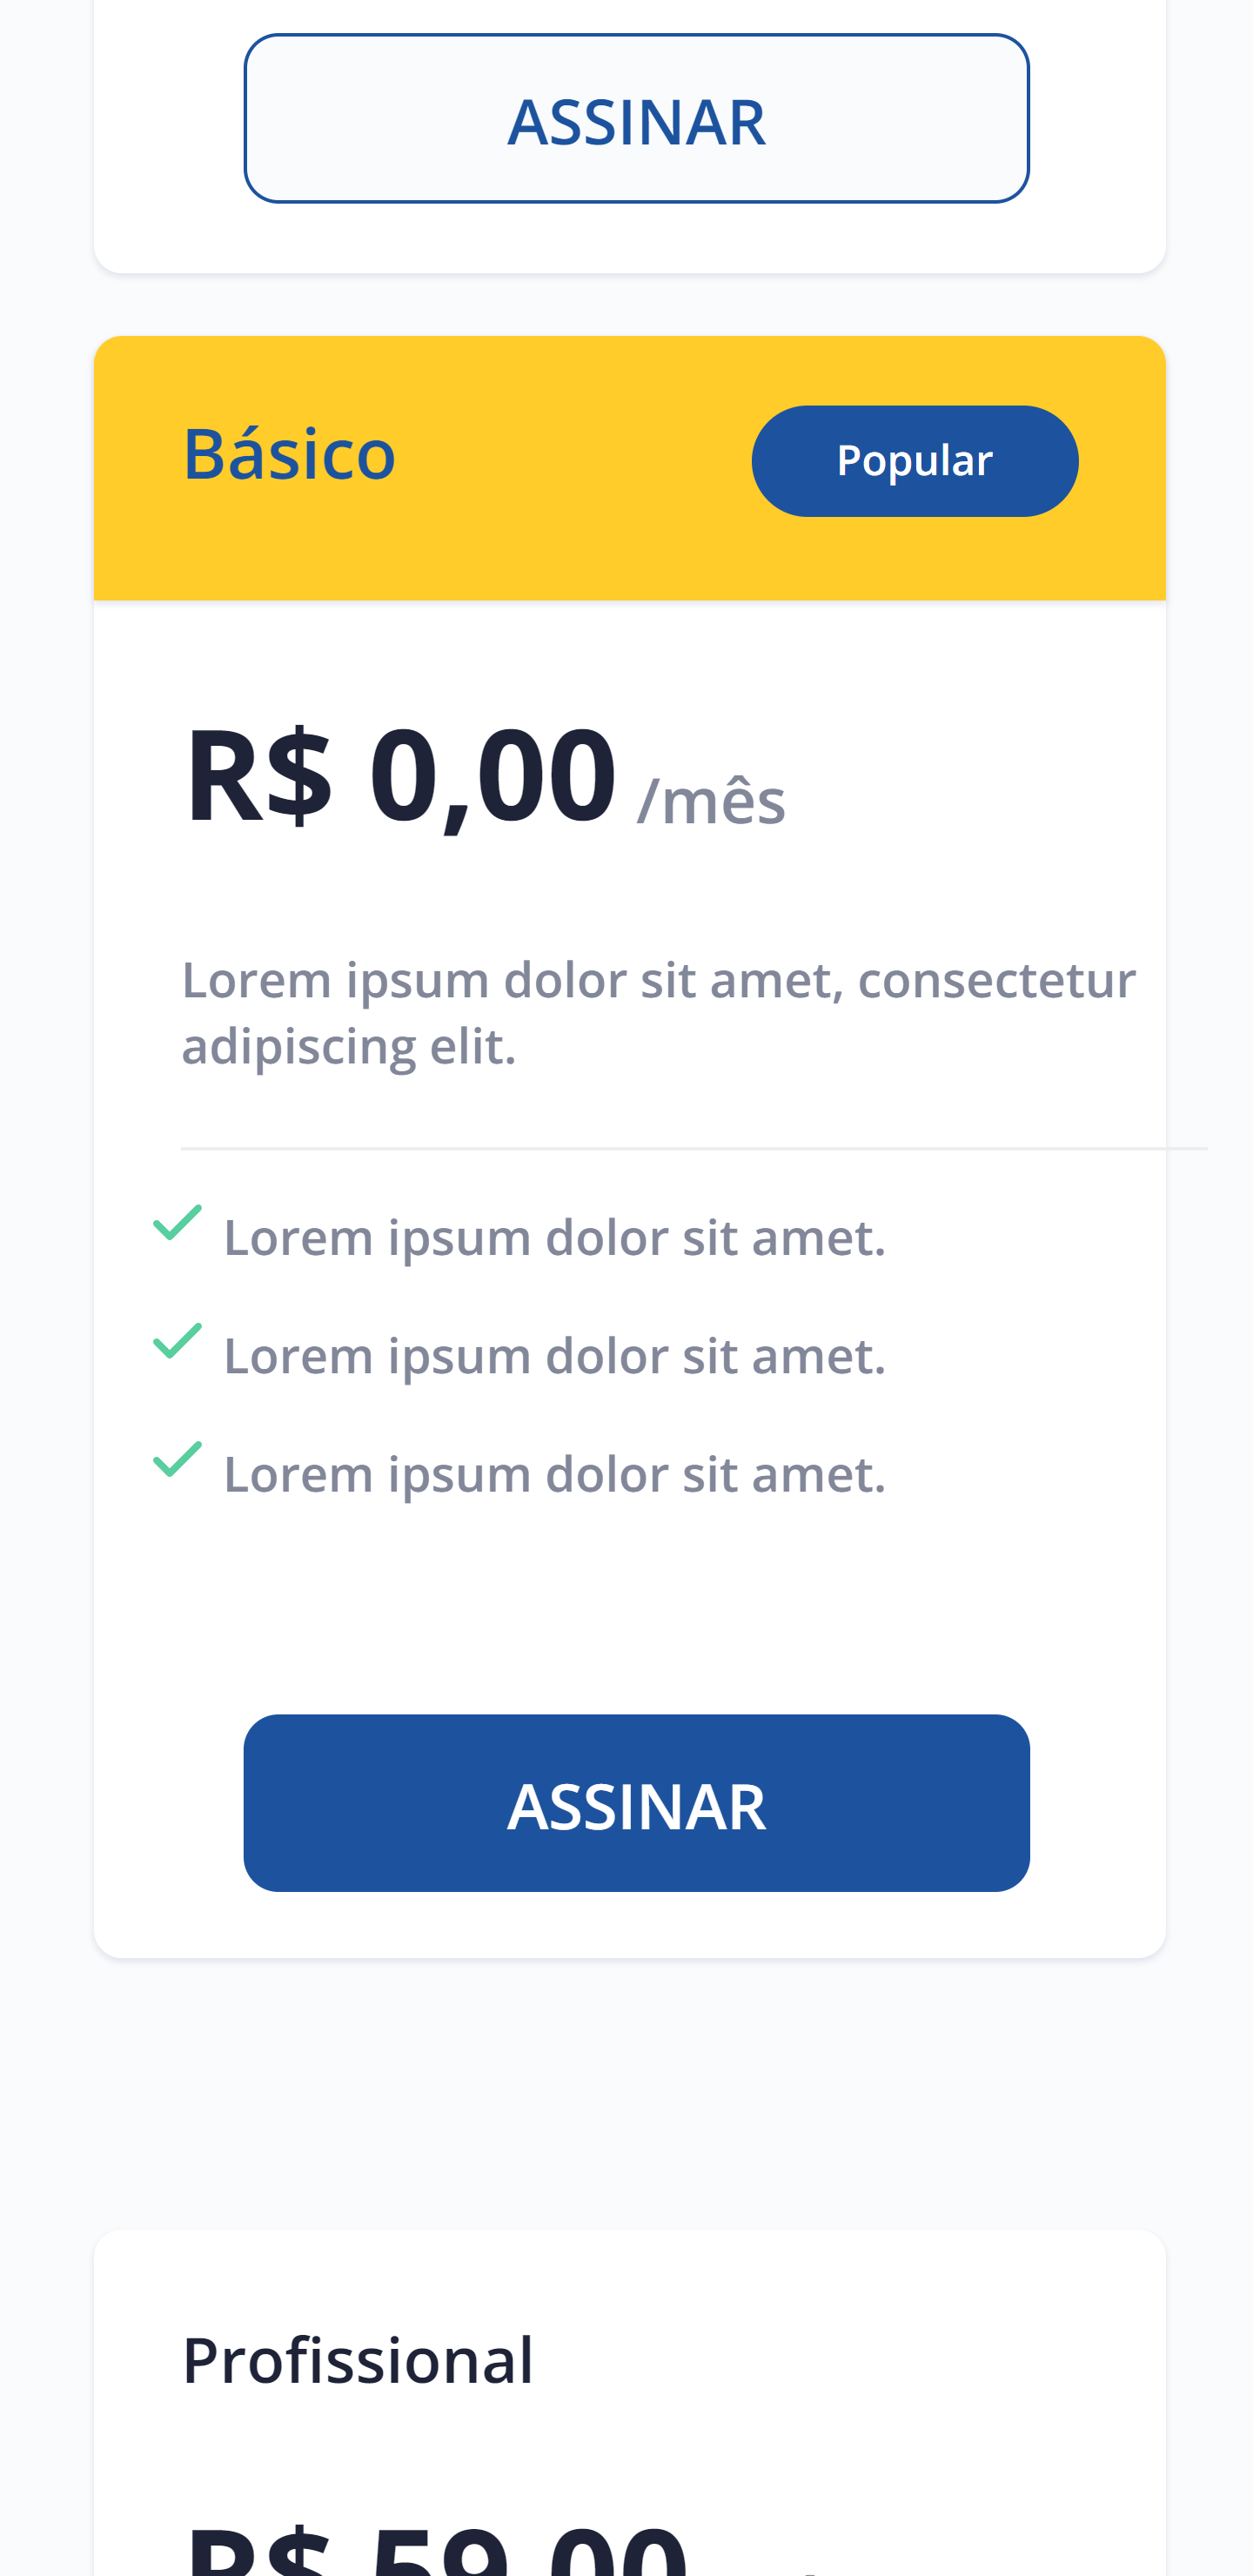 ASSINAR
Básico
Popular
R$ 0,00 /mês
Lorem ipsum dolor sit amet, consectetur
adipiscing elit.
Lorem ipsum dolor sit amet.
Lorem ipsum dolor sit amet.
Lorem ipsum dolor sit amet.
ASSINAR
Profissional
R$ 59,00